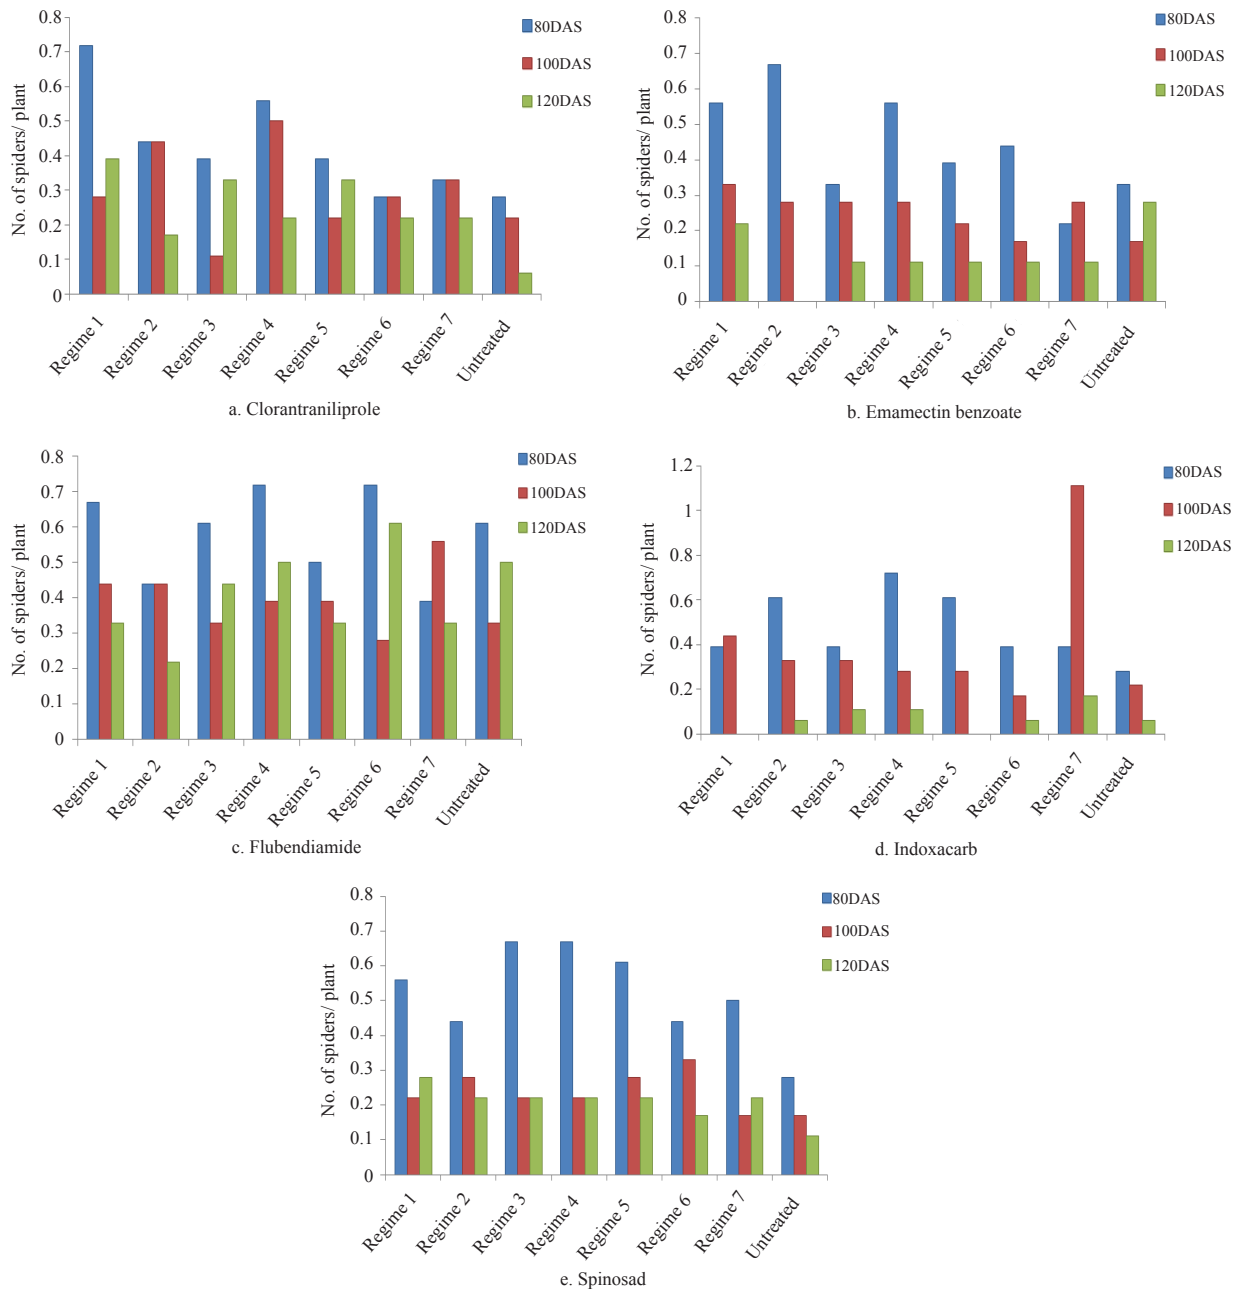 0.8
0.7
0.6
0.5
0.4
0.3
0.2
0.1
0
No. of spiders/ plant
80DAS
100DAS
120DAS
Regime 1
Regime 2
Regime 3
Regime 4
Regime 5
Regime 6
Regime 7
Untreated
a. Clorantraniliprole
0.8
0.7
0.6
0.5
0.4
0.3
0.2
0.1
0
No. of spiders/ plant
80DAS
100DAS
120DAS
Regime 1
Regime 2
Regime 3
Regime 4
Regime 5
Regime 6
Regime 7
Untreated
b. Emamectin benzoate
0.8
0.7
0.6
0.5
0.4
0.3
0.2
0.1
0
No. of spiders/ plant
80DAS
100DAS
120DAS
Regime 1
Regime 2
Regime 3
Regime 4
Regime 5
Regime 6
Regime 7
Untreated
c. Flubendiamide
1.2
1
0.8
0.6
0.4
0.2
0
No. of spiders/ plant
80DAS
100DAS
120DAS
Regime 1
Regime 2
Regime 3
Regime 4
Regime 5
Regime 6
Regime 7
Untreated
d. Indoxacarb
0.8
0.7
0.6
0.5
0.4
0.3
0.2
0.1
0
No. of spiders/ plant
80DAS
100DAS
120DAS
Regime 1
Regime 2
Regime 3
Regime 4
Regime 5
Regime 6
Regime 7
Untreated
e. Spinosad